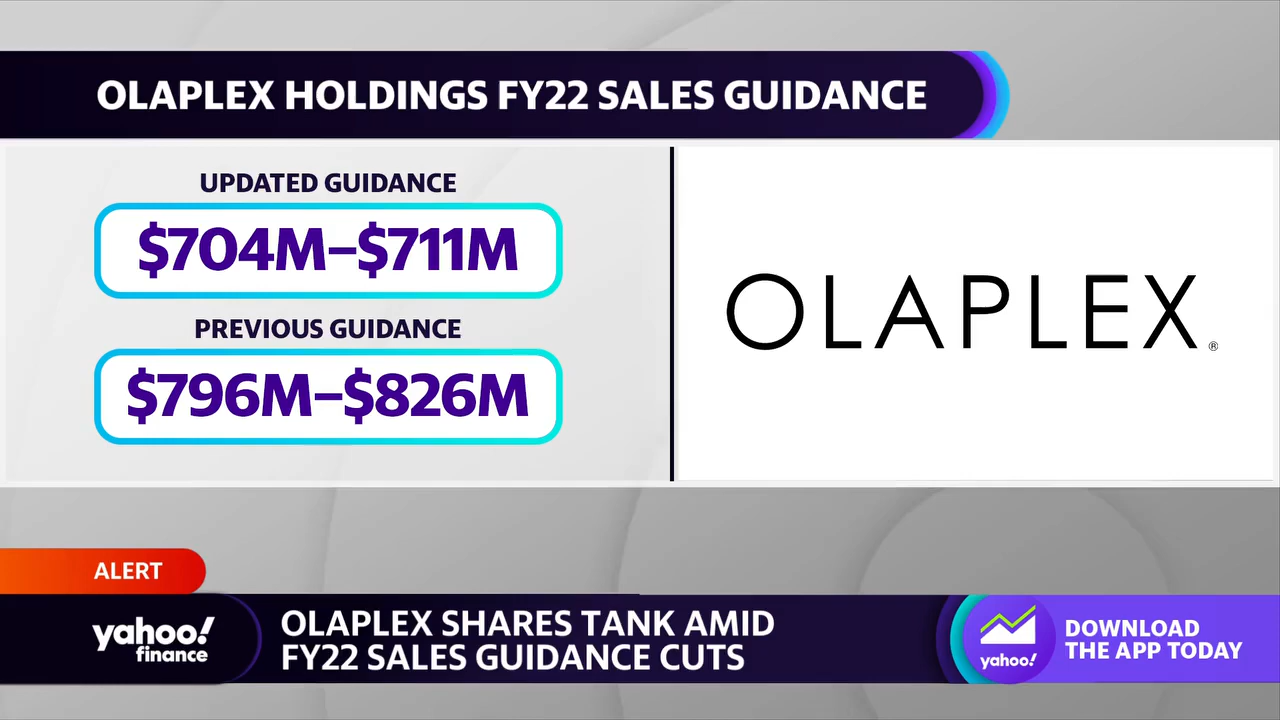 OLAPLEX HOLDINGS FY22 SALES GUIDANCE
UPDATED GUIDANCE
$704M–$711M
PREVIOUS GUIDANCE
$796M–$826M
OLAPLEX®
ALERT
yahoo!
finance
OLAPLEX SHARES TANK AMID
FY22 SALES GUIDANCE CUTS
yahoo!
DOWNLOAD
THE APP TODAY